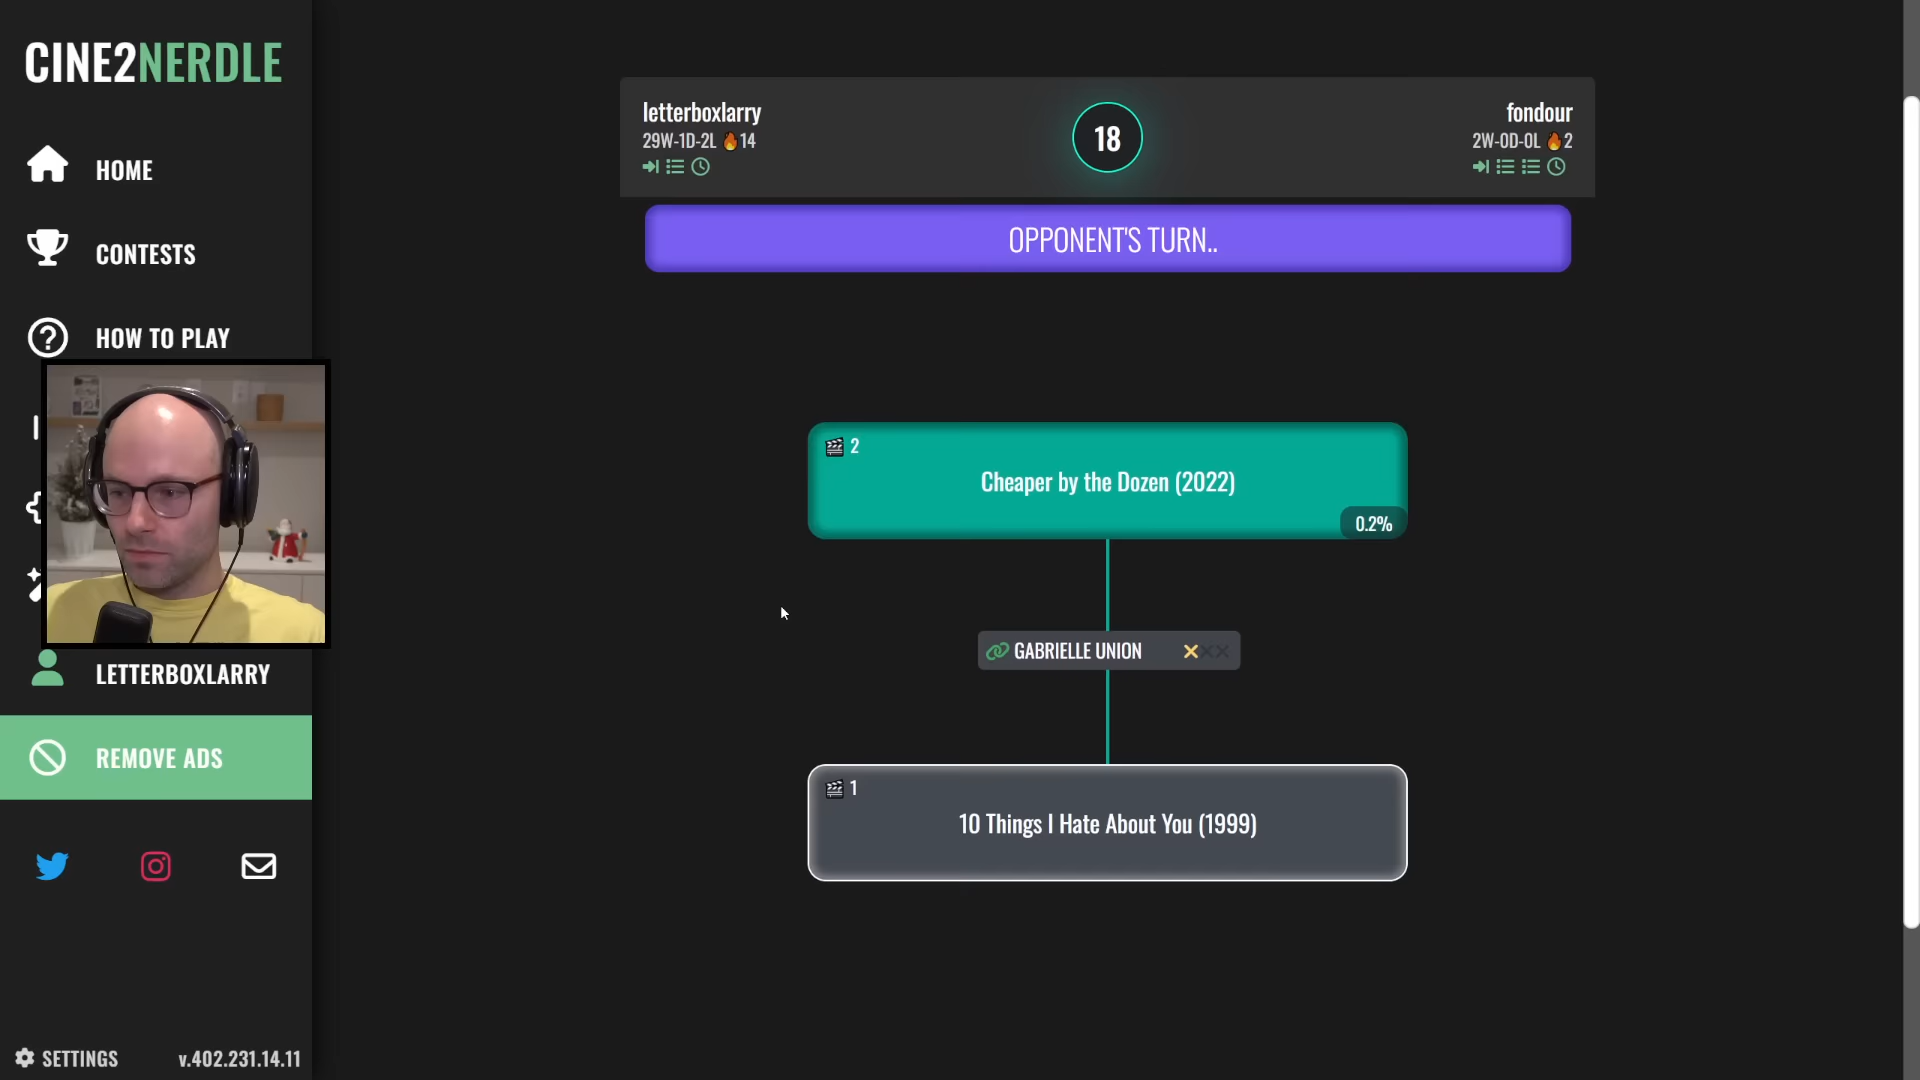 CINE2NERDLE
HOME
CONTESTS
HOW TO PLAY
LETTERBOXLARRY
REMOVE ADS
SETTINGS
v.402.231.14.11
letterboxlarry
29W-1D-2L 🔥14
18
fondour
2W-0D-0L 🔥2
OPPONENT'S TURN..
2
Cheaper by the Dozen (2022)
0.2%
GABRIELLE UNION
1
10 Things I Hate About You (1999)